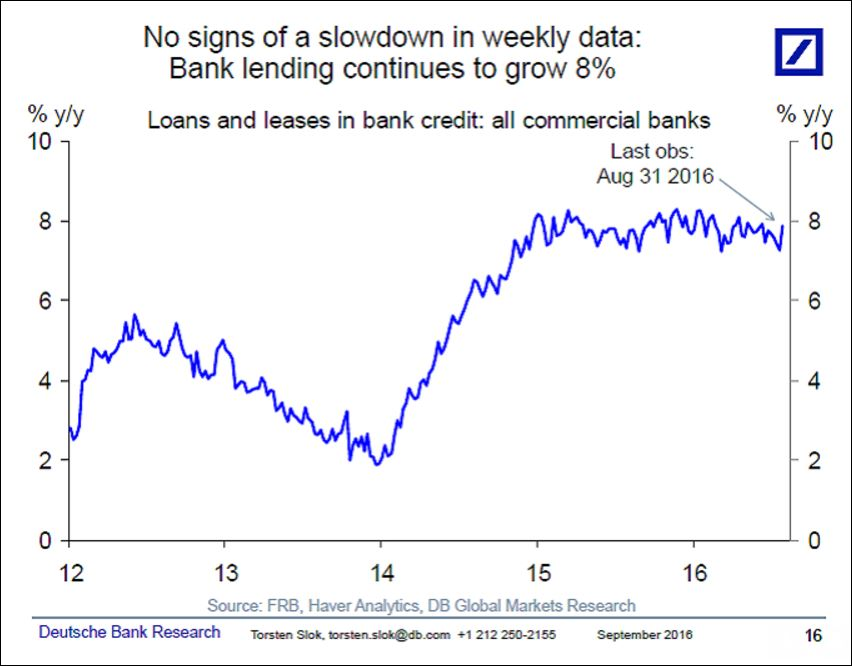 No signs of a slowdown in weekly data:
Bank lending continues to grow 8%
% y/y
% y/y
Loans and leases in bank credit: all commercial banks
10
10
Last obs:
Aug 31 2016
8
8
6
6
4
4
2
2
0
0
12
13
14
15
16
Source: FRB, Haver Analytics, DB Global Markets Research
Deutsche Bank Research
Torsten Slok, torsten.slok@db.com +1 212 250-2155
September 2016
16